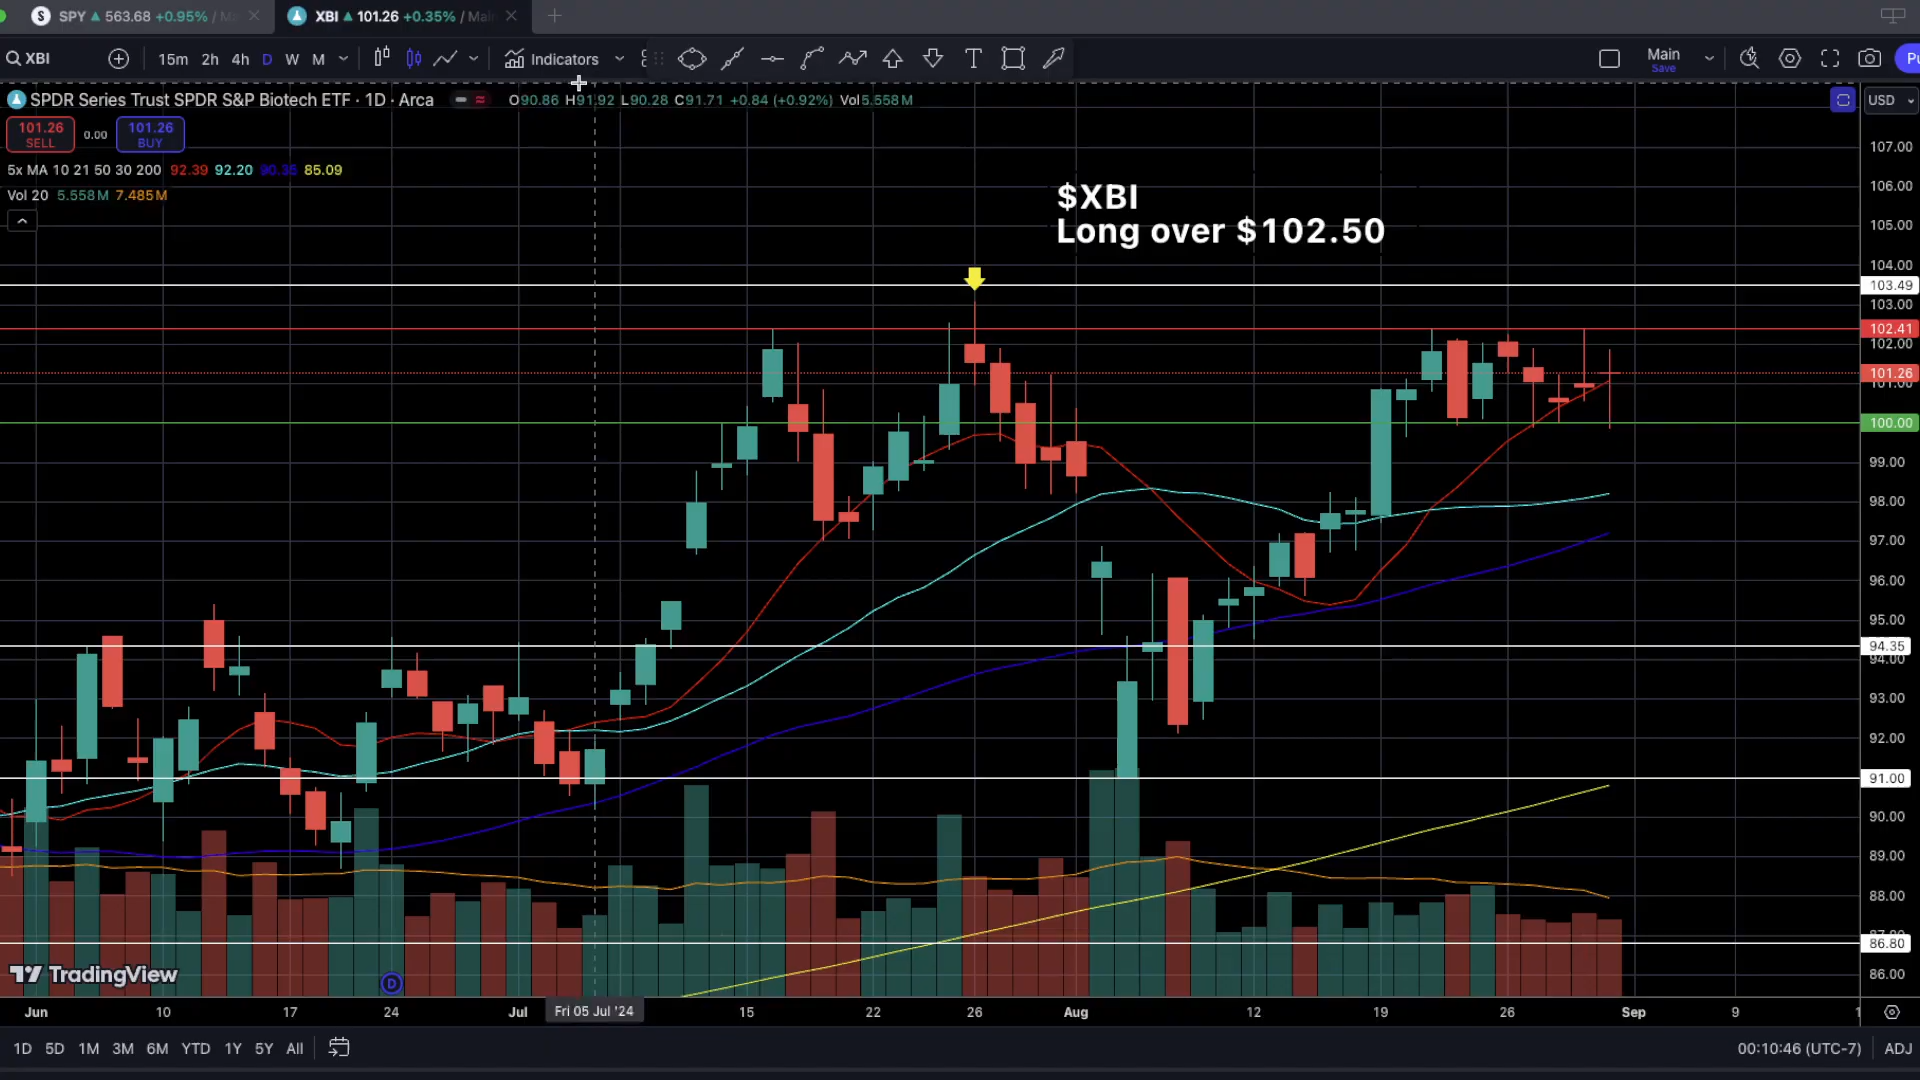 SPY 563.68 +0.95% /
XBI 101.26 +0.35% / Mai
XBI 15m 2h 4h D W M Indicators Main
Save
SPDR Series Trust SPDR S&P Biotech ETF · 1D · Arca O90.86 H91.92 L90.28 C91.71 +0.84 (+0.92%) Vol5.558M USD
101.26 SELL 0.00 101.26 BUY
5x MA 10 21 50 30 200 92.39 92.20 90.35 85.09
Vol 20 5.558M 7.485M
$XBI
Long over $102.50
107.00
106.00
105.00
104.00
103.49
103.00
102.41
102.00
101.26
101.00
100.00
99.00
98.00
97.00
96.00
95.00
94.35
94.00
93.00
92.00
91.00
90.00
89.00
88.00
87.00
86.80
86.00
TradingView
D
Jun 10 17 24 Jul Fri 05 Jul '24 15 22 26 Aug 12 19 26 Sep 9
1D 5D 1M 3M 6M YTD 1Y 5Y All 00:10:46 (UTC-7) ADJ